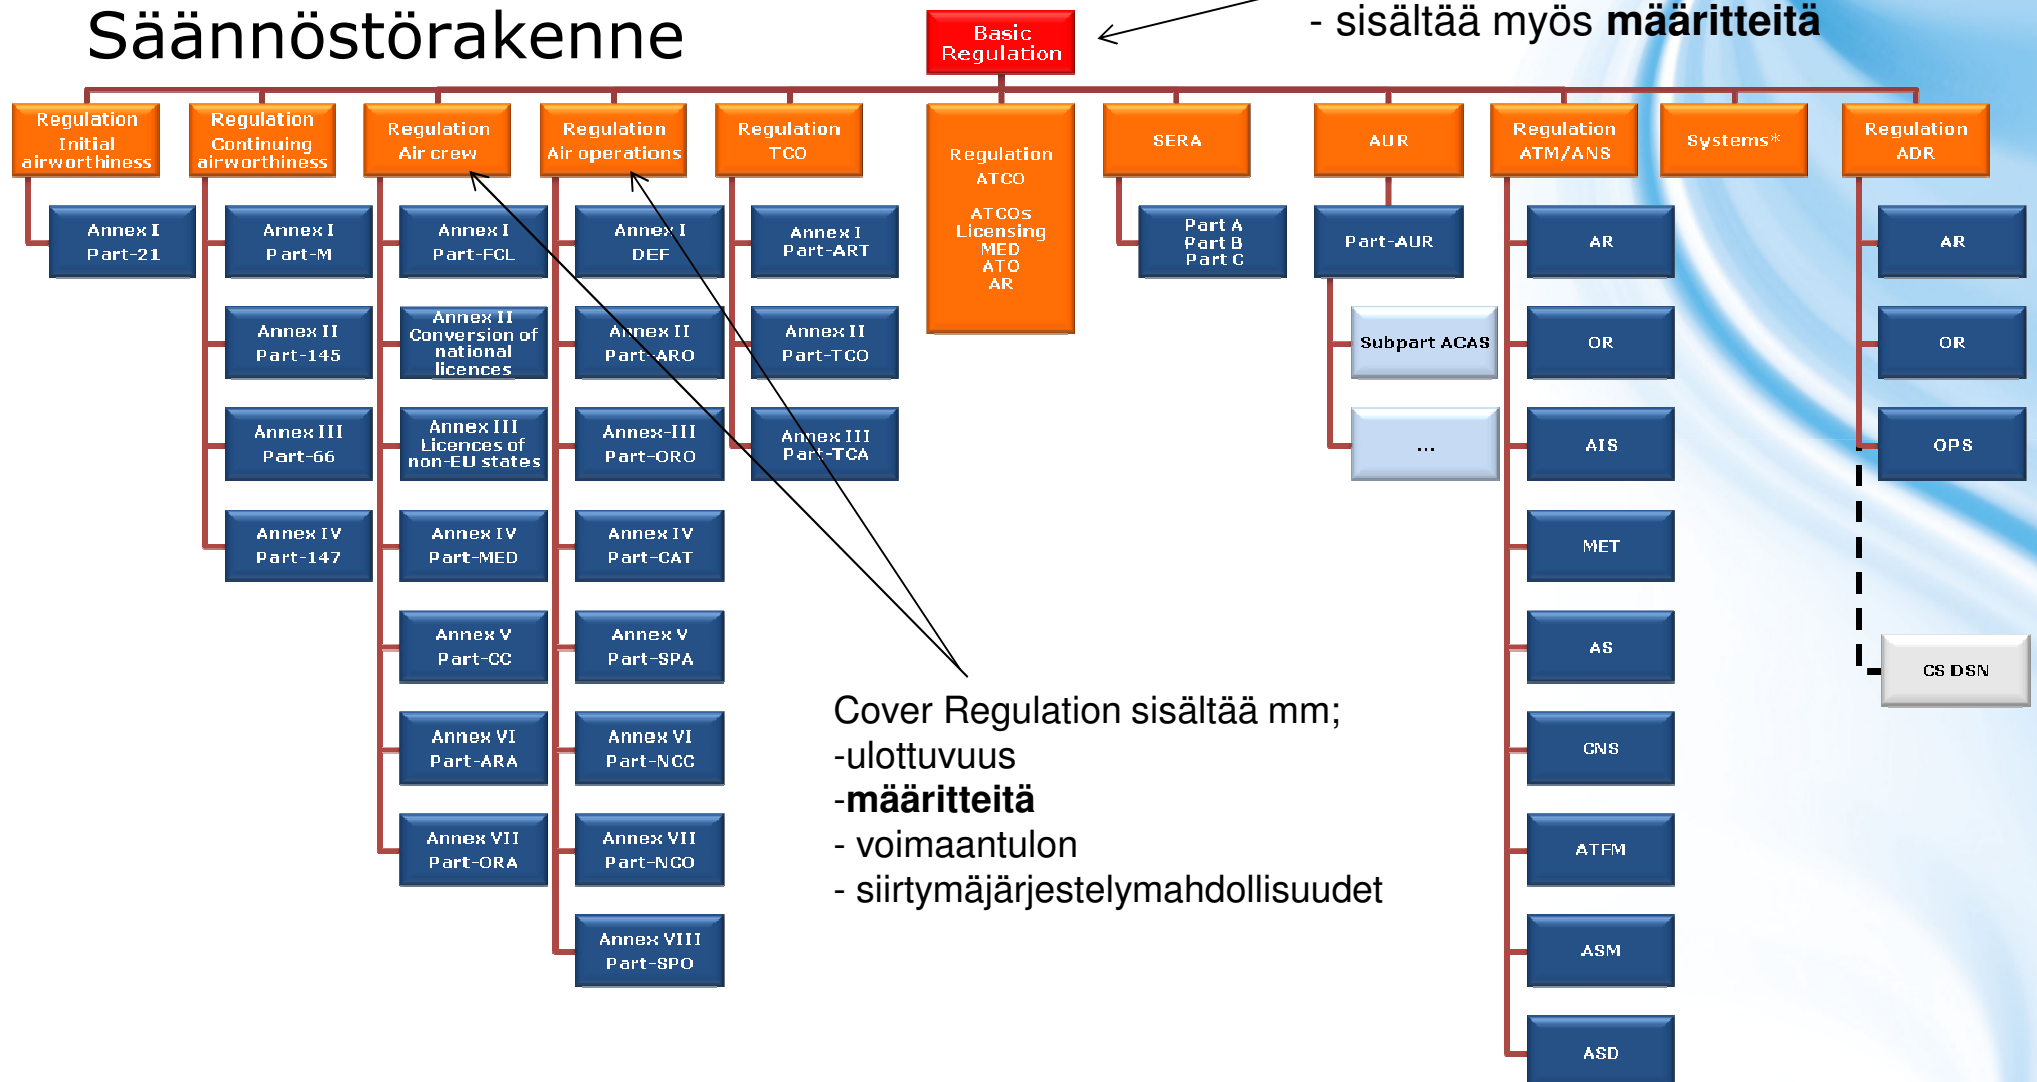 Säännöstörakenne
- sisältää myös määritteitä
Basic
Regulation
Regulation
Initial
airworthiness
Regulation
Continuing
airworthiness
Regulation
Air crew
Regulation
Air operations
Regulation
TCO
Regulation
ATCO
ATCOs
Licensing
MED
ATO
AR
SERA
AUR
Regulation
ATM/ANS
Systems*
Regulation
ADR
Annex I
Part-21
Annex I
Part-M
Annex II
Part-145
Annex III
Part-66
Annex IV
Part-147
Annex I
Part-FCL
Annex II
Conversion of
national
licences
Annex III
Licences of
non-EU states
Annex IV
Part-MED
Annex V
Part-CC
Annex VI
Part-ARA
Annex VII
Part-ORA
Annex I
DEF
Annex II
Part-ARO
Annex-III
Part-ORO
Annex IV
Part-CAT
Annex V
Part-SPA
Annex VI
Part-NCC
Annex VII
Part-NCO
Annex VIII
Part-SPO
Annex I
Part-ART
Annex II
Part-TCO
Annex III
Part-TCA
Part A
Part B
Part C
Part-AUR
Subpart ACAS
...
AR
OR
AIS
MET
AS
CNS
ATFM
ASM
ASD
AR
OR
OPS
CS DSN
Cover Regulation sisältää mm;
-ulottuvuus
-määritteitä
- voimaantulon
- siirtymäjärjestelymahdollisuudet